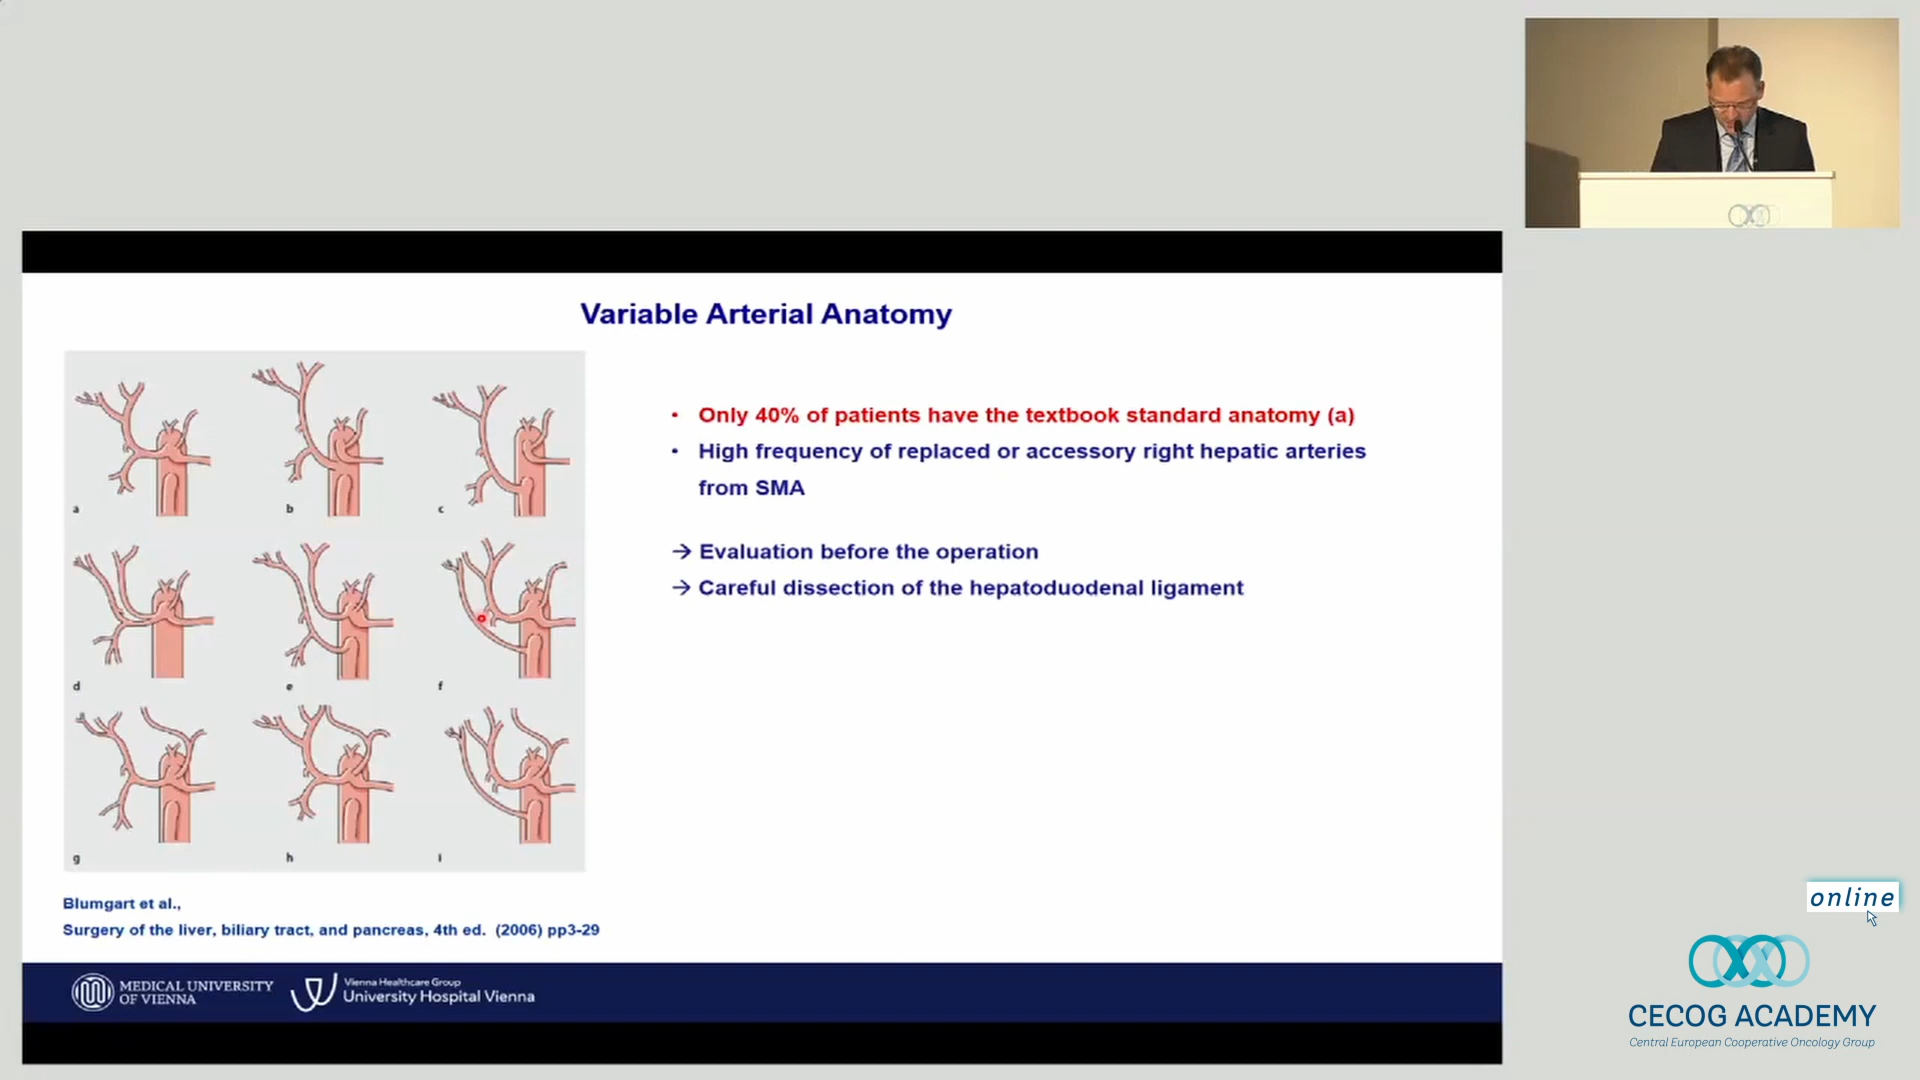 Variable Arterial Anatomy
a
b
c
d
e
f
g
h
i
• Only 40% of patients have the textbook standard anatomy (a)
• High frequency of replaced or accessory right hepatic arteries
from SMA
→ Evaluation before the operation
→ Careful dissection of the hepatoduodenal ligament
Blumgart et al.,
Surgery of the liver, biliary tract, and pancreas, 4th ed. (2006) pp3-29
MEDICAL UNIVERSITY
OF VIENNA
Vienna Healthcare Group
University Hospital Vienna
online
CECOG ACADEMY
Central European Cooperative Oncology Group